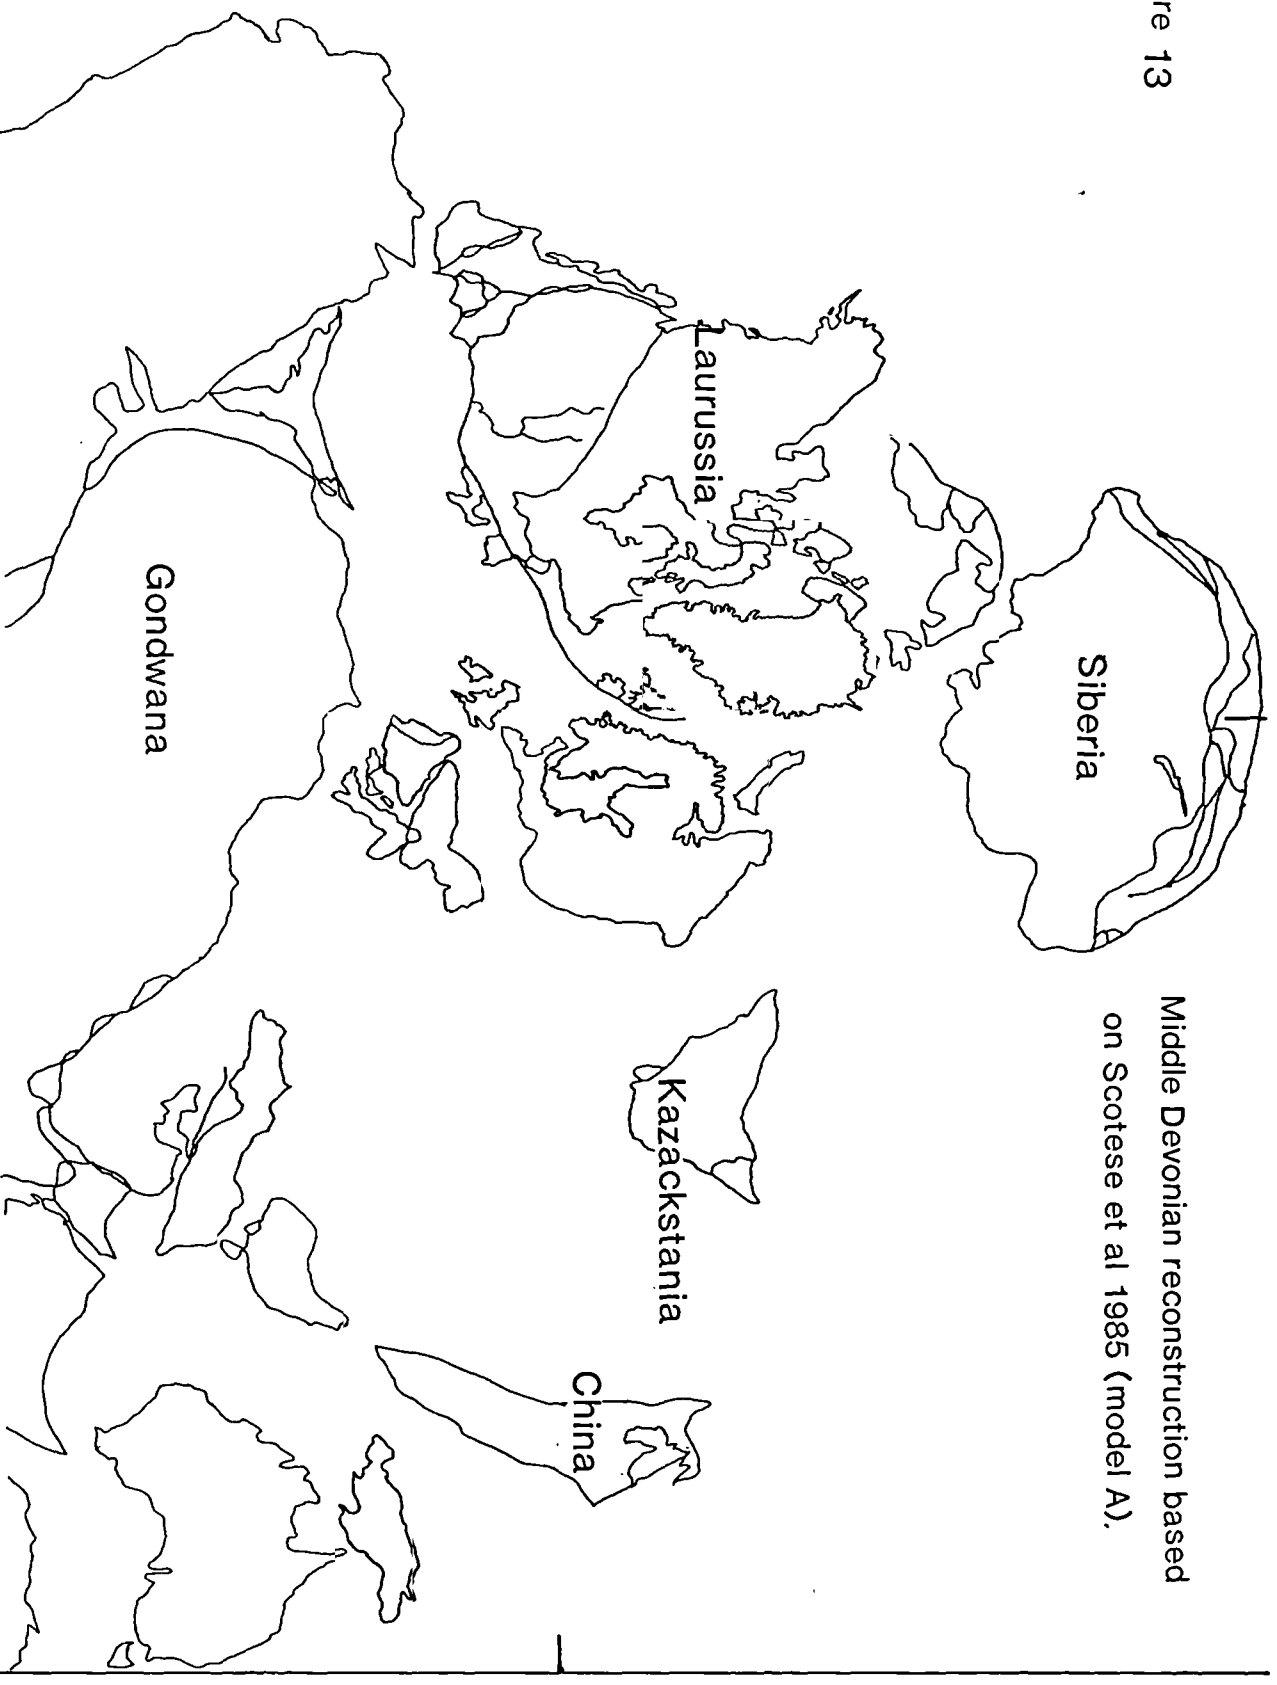 re 13
Middle Devonian reconstruction based
on Scotese et al 1985 (model A).
Siberia
Laurussia
Kazackstania
China
Gondwana